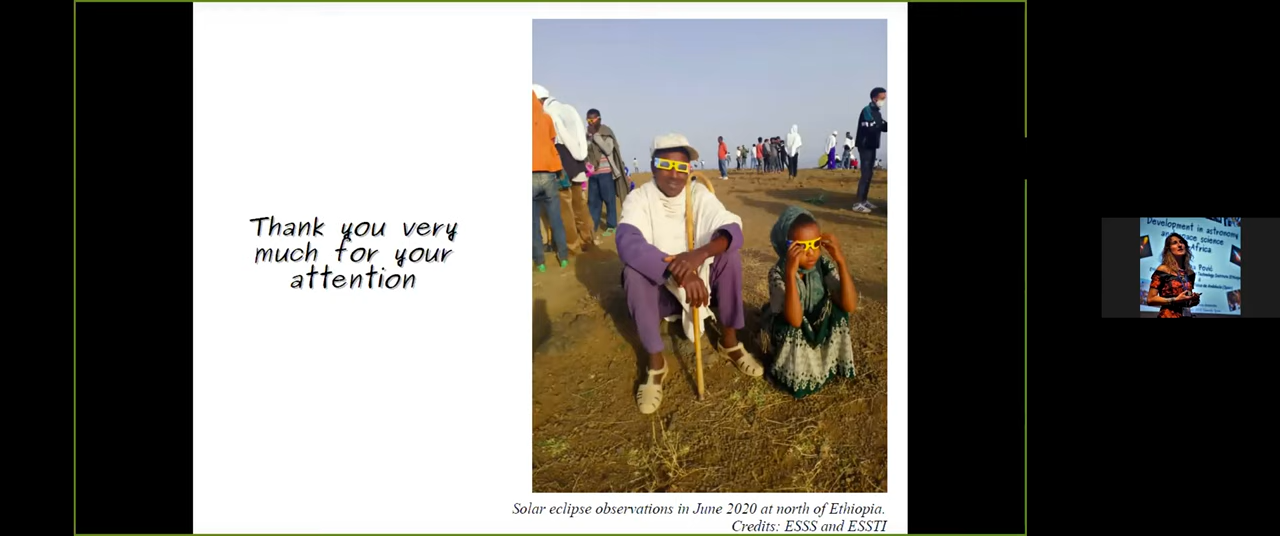 Thank you very
much for your
attention
Solar eclipse observations in June 2020 at north of Ethiopia.
Credits: ESSS and ESSTI
Development in astronomy
Africa
Pović